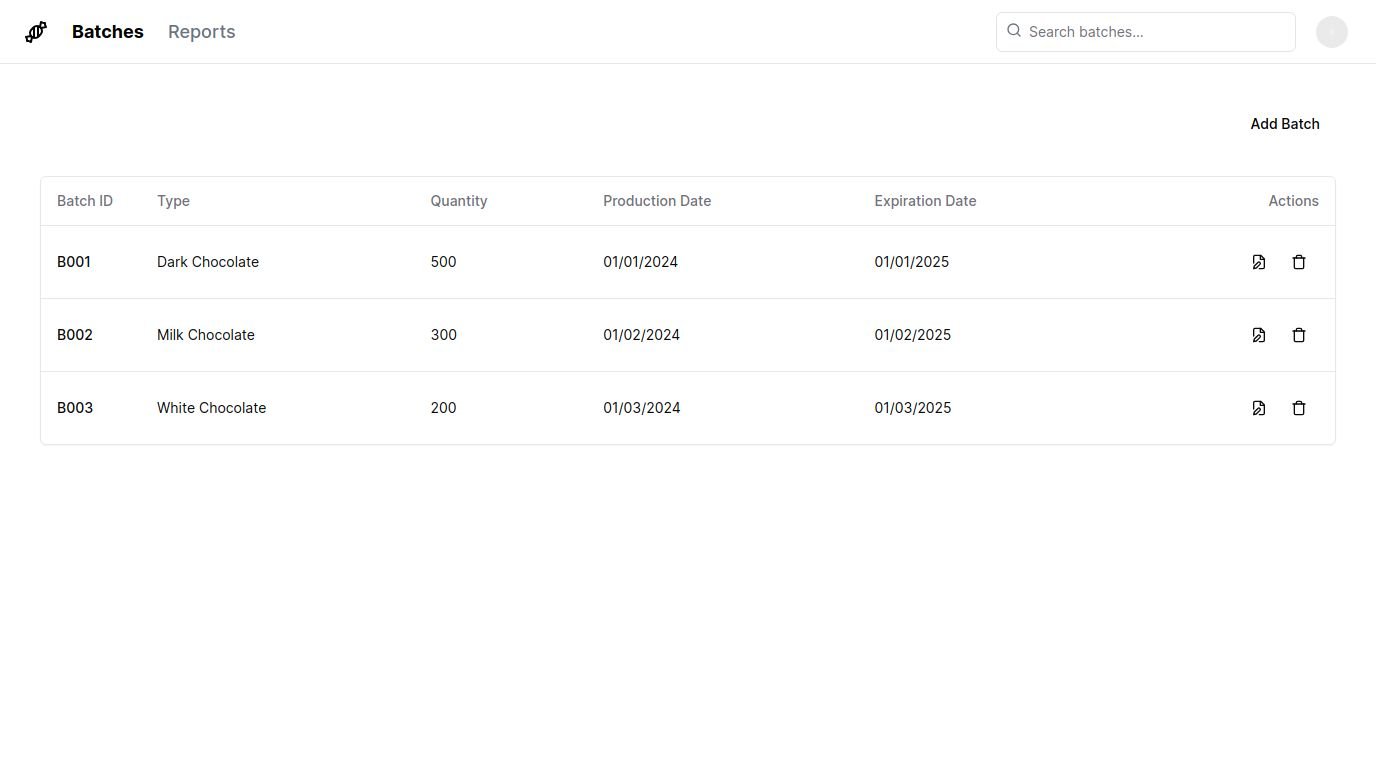 Batches Reports Search batches...
Add Batch
Batch ID Type Quantity Production Date Expiration Date Actions
B001 Dark Chocolate 500 01/01/2024 01/01/2025
B002 Milk Chocolate 300 01/02/2024 01/02/2025
B003 White Chocolate 200 01/03/2024 01/03/2025